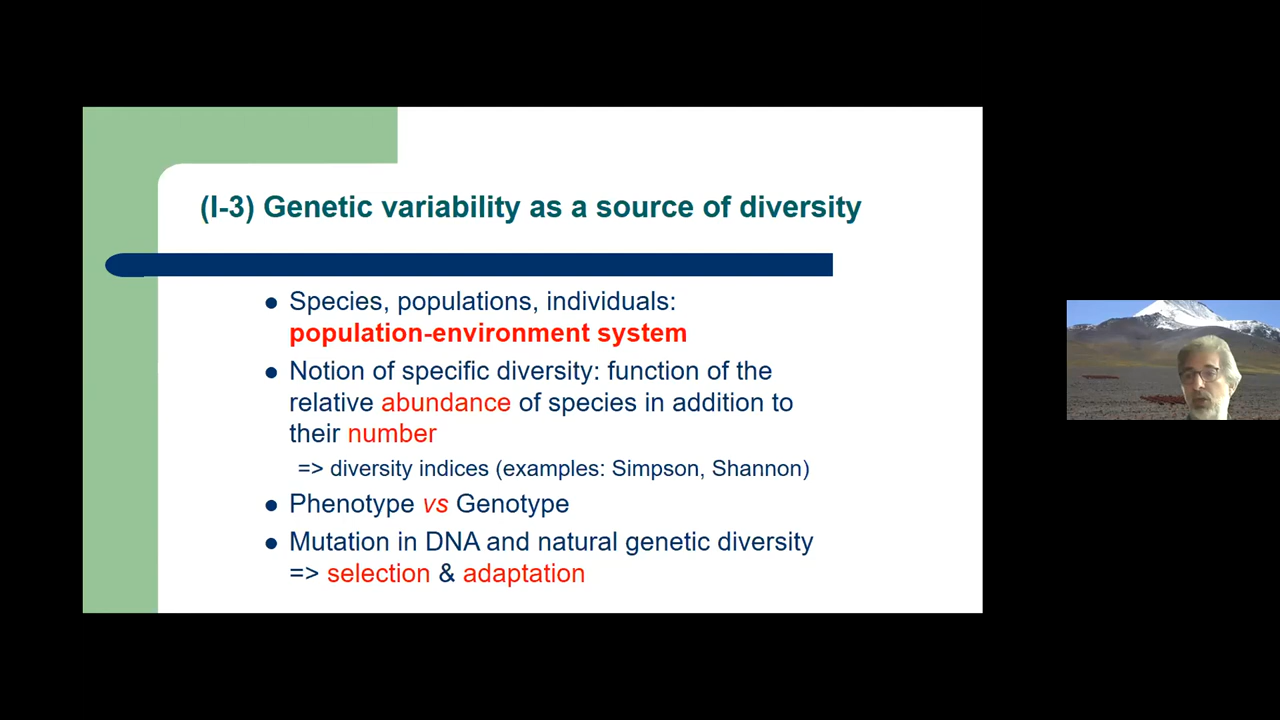 (I-3) Genetic variability as a source of diversity
● Species, populations, individuals:
population-environment system
● Notion of specific diversity: function of the
relative abundance of species in addition to
their number
=> diversity indices (examples: Simpson, Shannon)
● Phenotype vs Genotype
● Mutation in DNA and natural genetic diversity
=> selection & adaptation